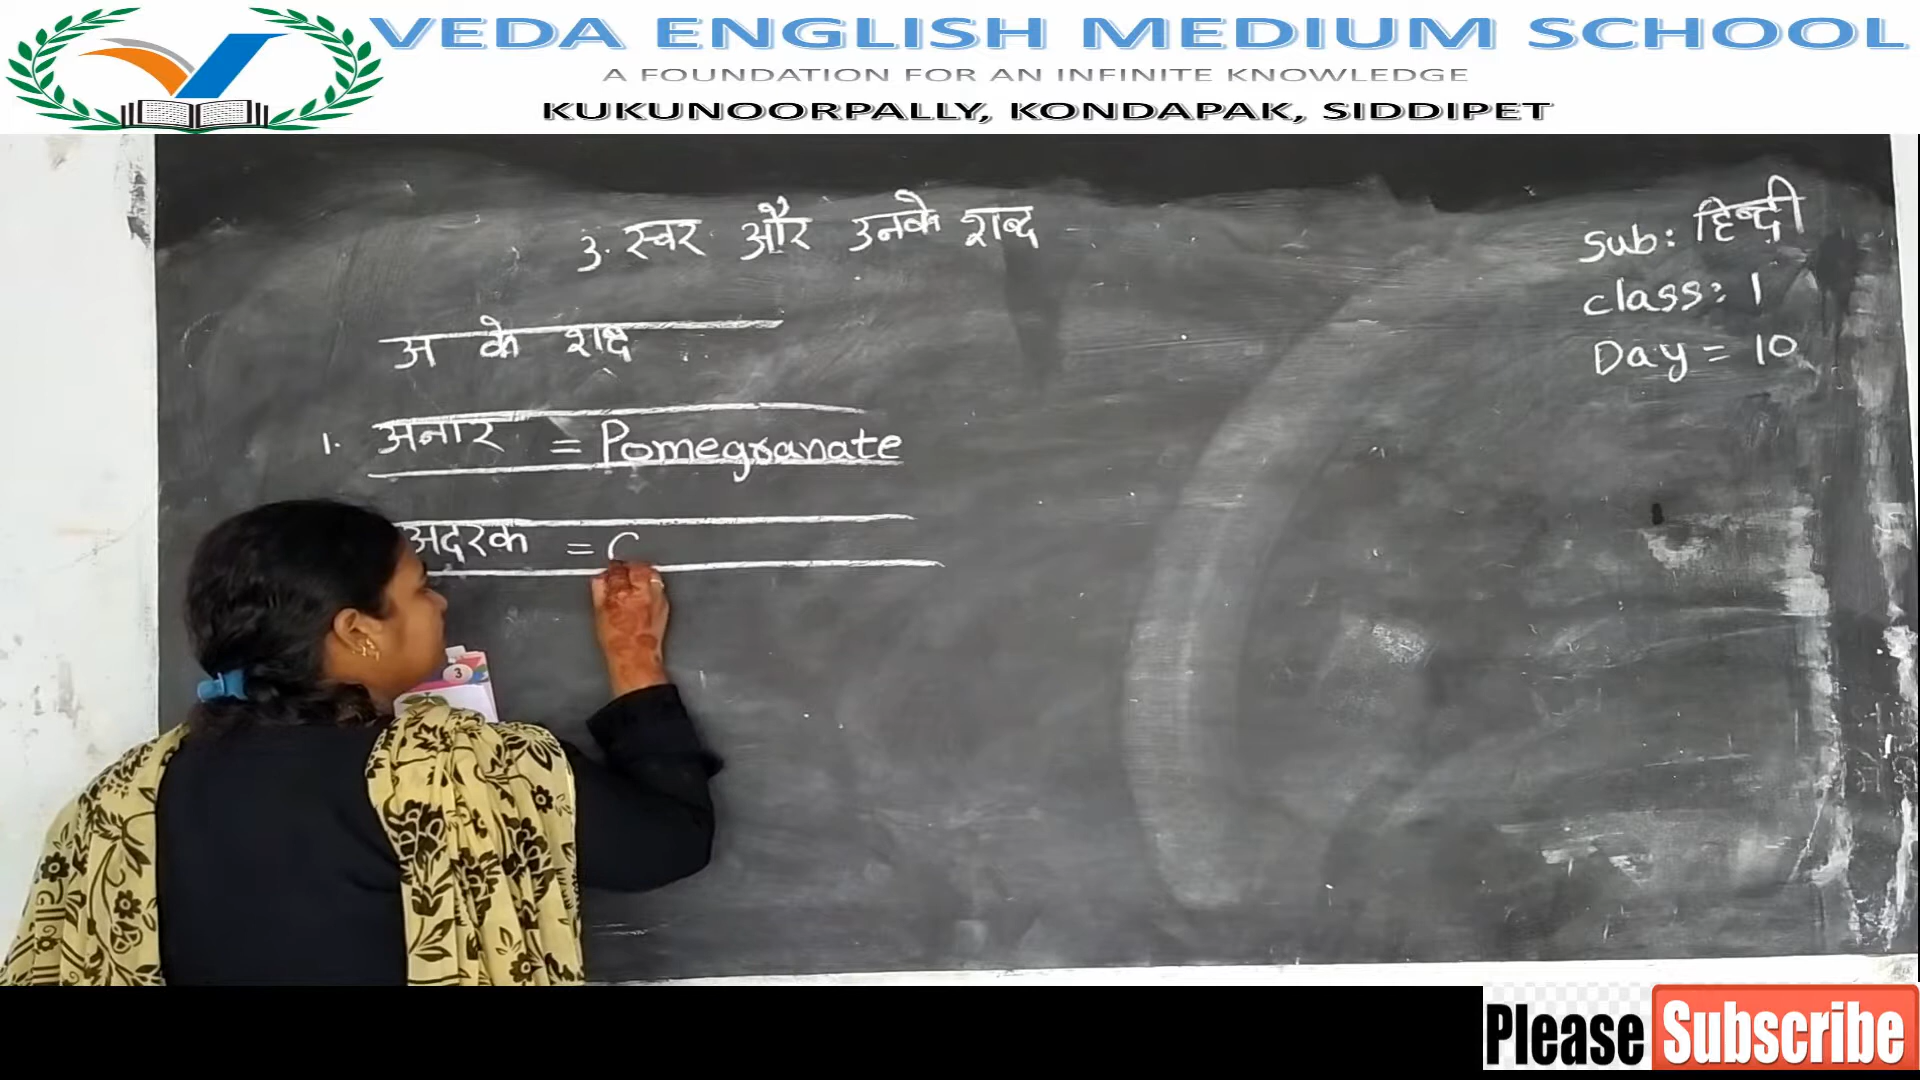 VEDA ENGLISH MEDIUM SCHOOL
A FOUNDATION FOR AN INFINITE KNOWLEDGE
KUKUNOORPALLY, KONDAPAK, SIDDIPET
3. स्वर और उनके शब्द
Sub: हिन्दी
class: 1
Day = 10
अ के शब्द
1. अनार = Pomegranate
अदरक = G
3
Please Subscribe